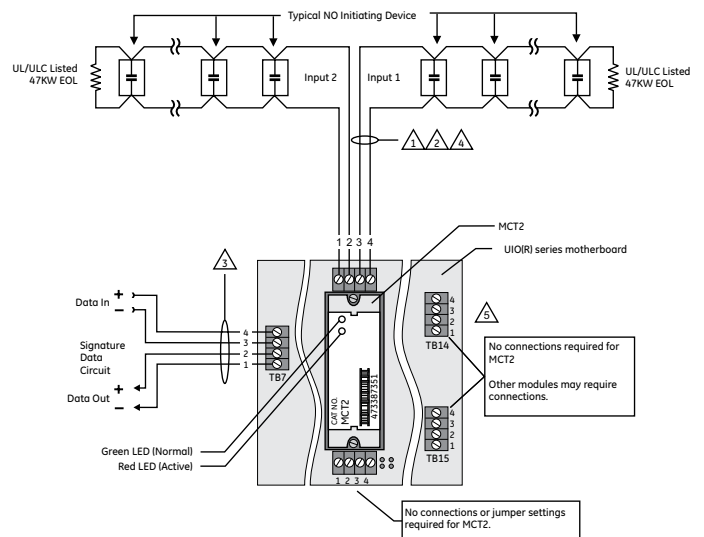 Typical NO Initiating Device
UL/ULC Listed
47KW EOL
Input 2
Input 1
UL/ULC Listed
47KW EOL
1 2 4
1 2 3 4
MCT2
UIO(R) series motherboard
3
Data In
+
−
Signature
Data
Circuit
+
Data Out
−
4
3
2
1
TB7
CAT NO.
MCT2
473387351
4
3
2
1
TB14
5
No connections required for
MCT2
Other modules may require
connections.
4
3
2
1
TB15
Green LED (Normal)
Red LED (Active)
1 2 3 4
No connections or jumper settings
required for MCT2.